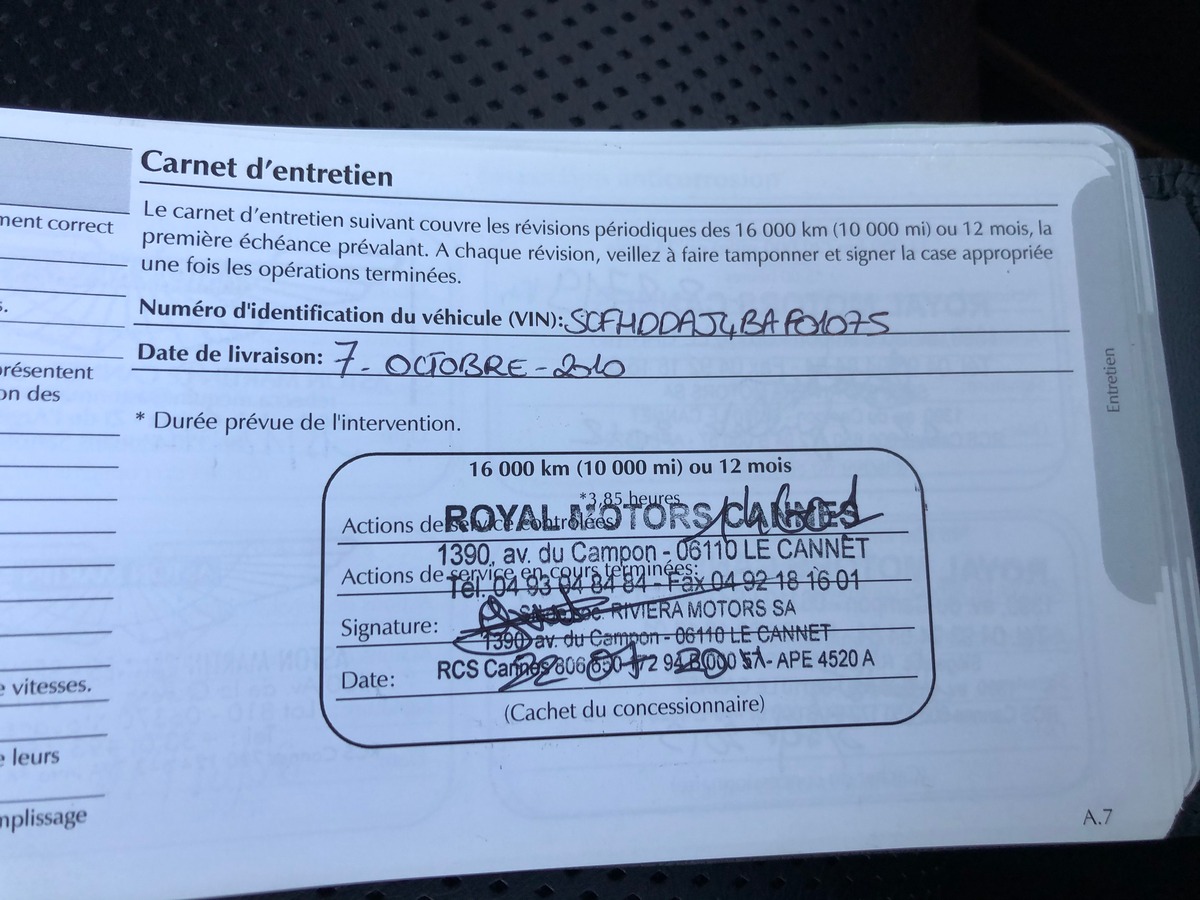 ment correct
s.
présentent
on des
e vitesses.
e leurs
mplissage
Carnet d'entretien
Le carnet d'entretien suivant couvre les révisions périodiques des 16 000 km (10 000 mi) ou 12 mois, la
première échéance prévalant. A chaque révision, veillez à faire tamponner et signer la case appropriée
une fois les opérations terminées.
Numéro d'identification du véhicule (VIN): SCFHDDAJ4BAF01075
Date de livraison: 7. OCTOBRE - 2010
* Durée prévue de l'intervention.
16 000 km (10 000 mi) ou 12 mois
*3,85 heures
Actions de service contrôlées
ROYAL MOTORS CANNES
1390, av. du Campon - 06110 LE CANNET
Actions de service en cours terminées:
Tél. 04 93 94 84 84 - Fax 04 92 18 16 01
RIVIERA MOTORS SA
Signature:
1390 av. du Campon - 06110 LE CANNET
RCS Cannes - APE 4520 A
Date:
(Cachet du concessionnaire)
Entretien
A.7